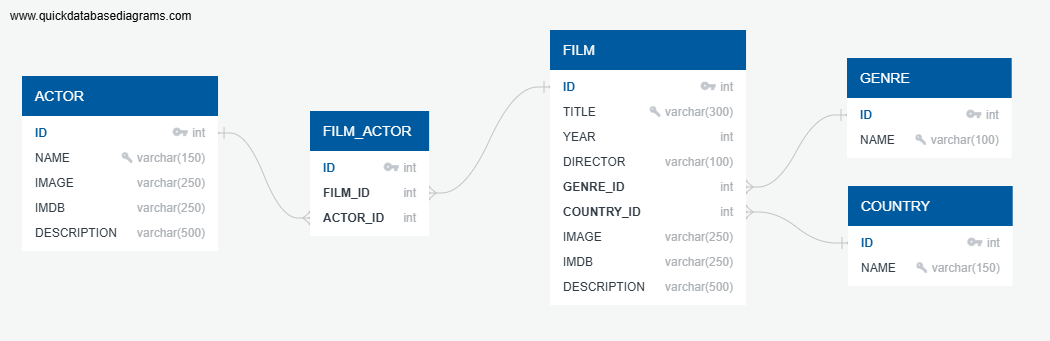 www.quickdatabasediagrams.com
ACTOR
ID int
NAME varchar(150)
IMAGE varchar(250)
IMDB varchar(250)
DESCRIPTION varchar(500)
FILM_ACTOR
ID int
FILM_ID int
ACTOR_ID int
FILM
ID int
TITLE varchar(300)
YEAR int
DIRECTOR varchar(100)
GENRE_ID int
COUNTRY_ID int
IMAGE varchar(250)
IMDB varchar(250)
DESCRIPTION varchar(500)
GENRE
ID int
NAME varchar(100)
COUNTRY
ID int
NAME varchar(150)